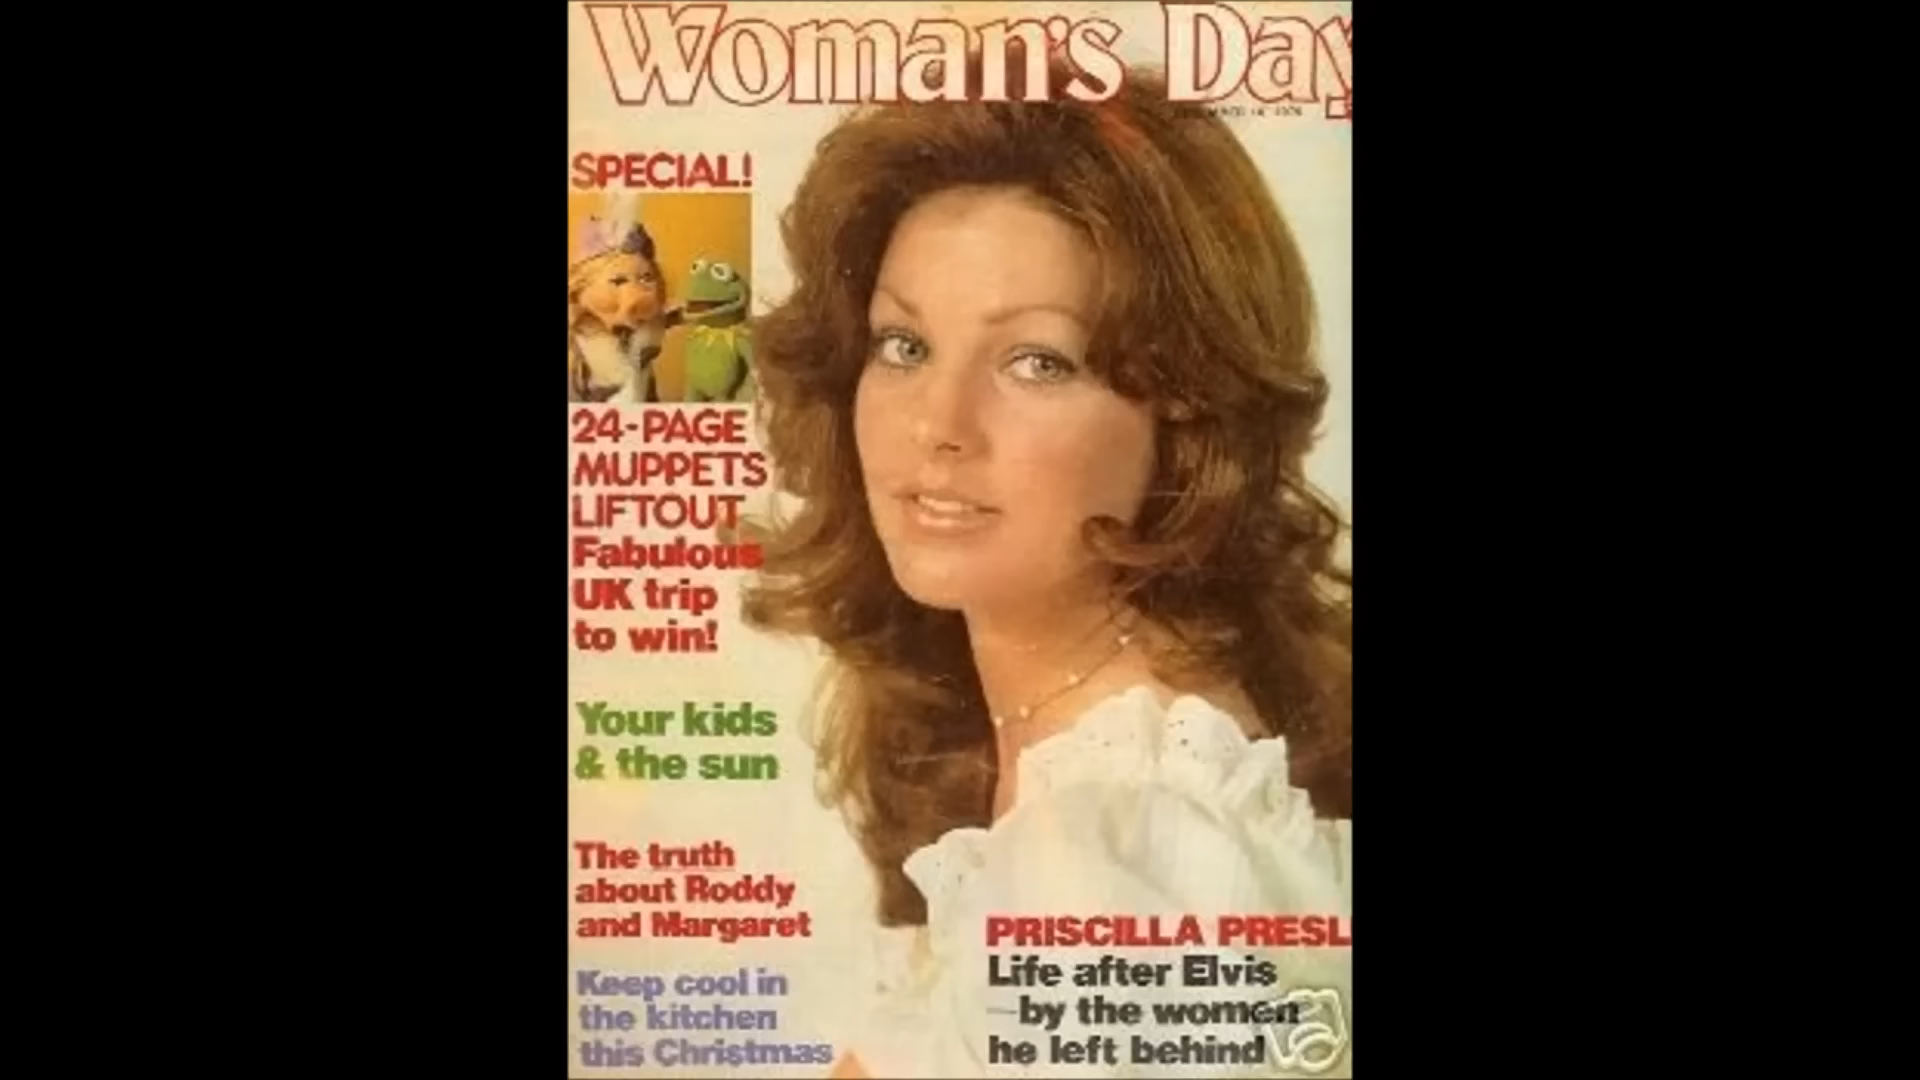 Woman's Day
SPECIAL!
24-PAGE
MUPPETS
LIFTOUT
Fabulous
UK trip
to win!
Your kids
& the sun
The truth
about Roddy
and Margaret
Keep cool in
the kitchen
this Christmas
PRISCILLA PRESL
Life after Elvis
—by the women
he left behind